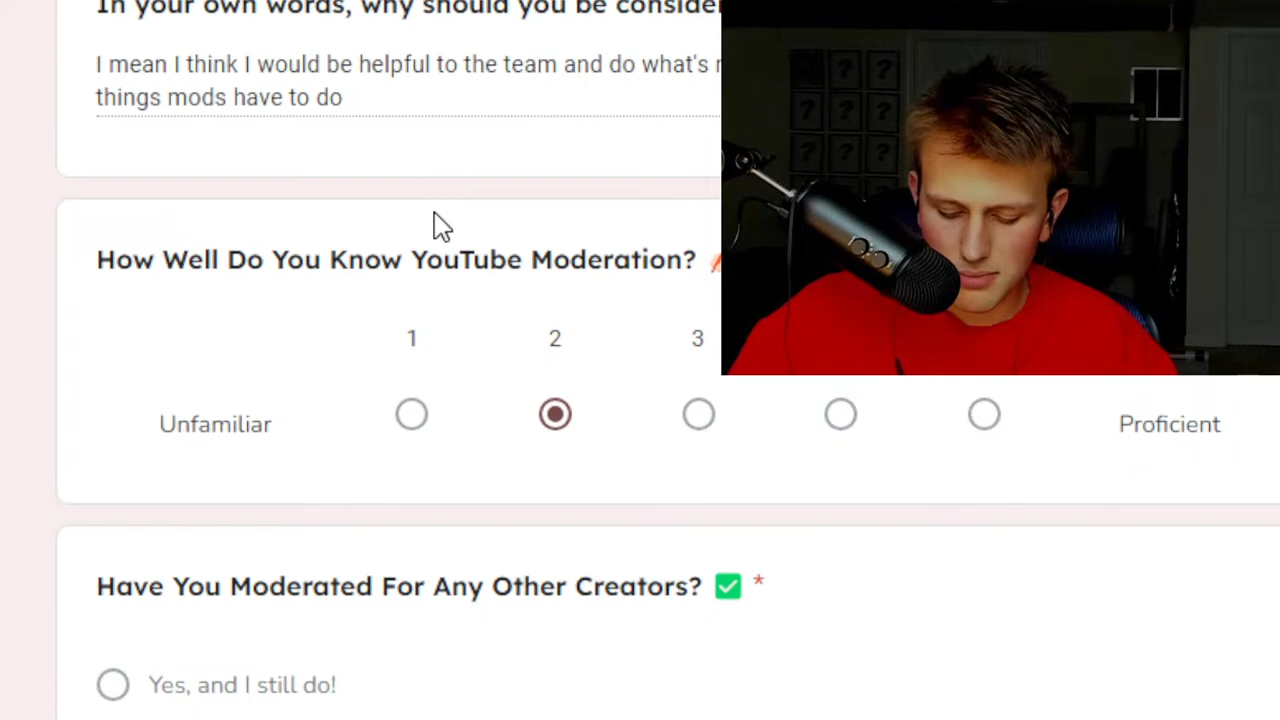 In your own words, why should you be
I mean I think I would be helpful to the team and do what's
things mods have to do
How Well Do You Know YouTube Moderation?
1 2 3
Unfamiliar Proficient
Have You Moderated For Any Other Creators? ✅ *
Yes, and I still do!
? ?
? ? ?
? ? ?